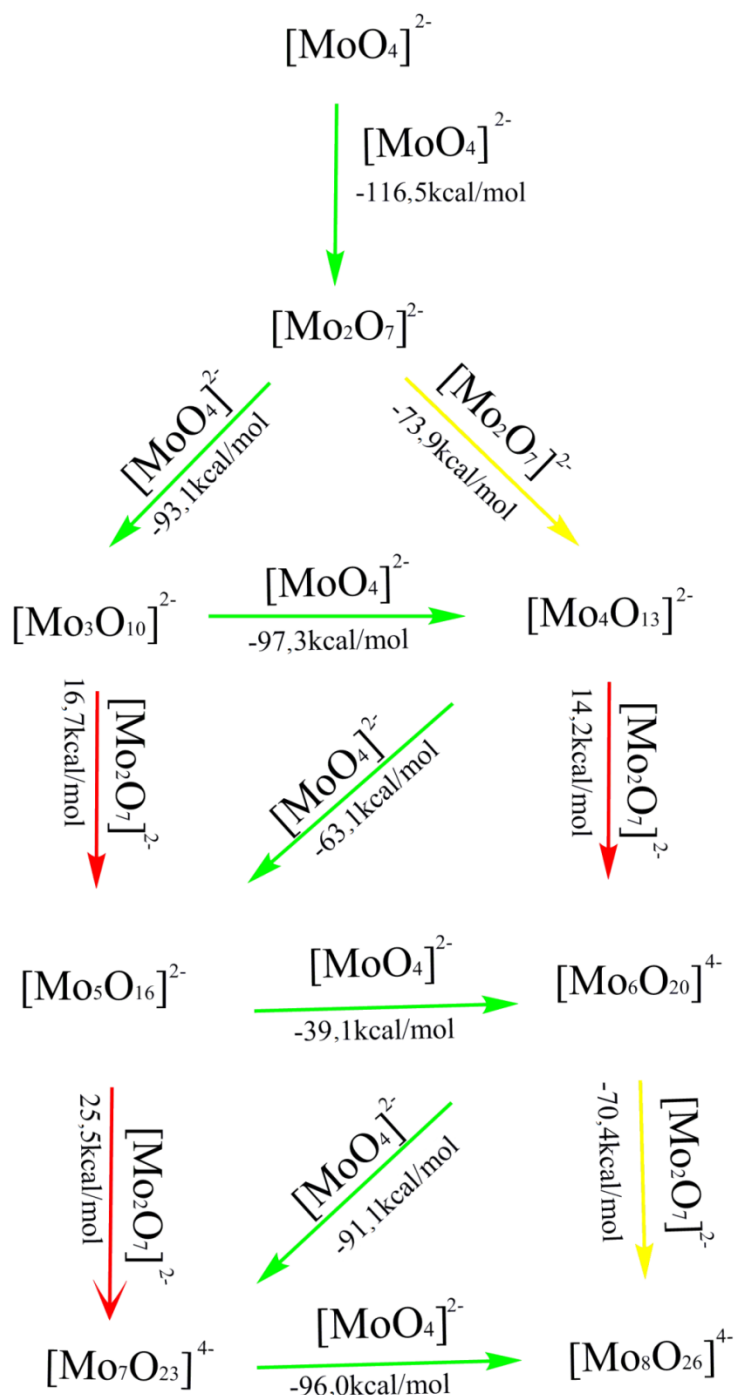 [MoO₄]²⁻
[MoO₄]²⁻
-116,5kcal/mol
[Mo₂O₇]²⁻
[MoO₄]²⁻
-93,1kcal/mol
[Mo₂O₇]²⁻
-73,9kcal/mol
[Mo₃O₁₀]²⁻
[MoO₄]²⁻
-97,3kcal/mol
[Mo₄O₁₃]²⁻
[Mo₂O₇]²⁻
16,7kcal/mol
[MoO₄]²⁻
-63,1kcal/mol
[Mo₂O₇]²⁻
14,2kcal/mol
[Mo₅O₁₆]²⁻
[MoO₄]²⁻
-39,1kcal/mol
[Mo₆O₂₀]⁴⁻
[Mo₂O₇]²⁻
25,5kcal/mol
[MoO₄]²⁻
-91,1kcal/mol
[Mo₂O₇]²⁻
-70,4kcal/mol
[Mo₇O₂₃]⁴⁻
[MoO₄]²⁻
-96,0kcal/mol
[Mo₈O₂₆]⁴⁻